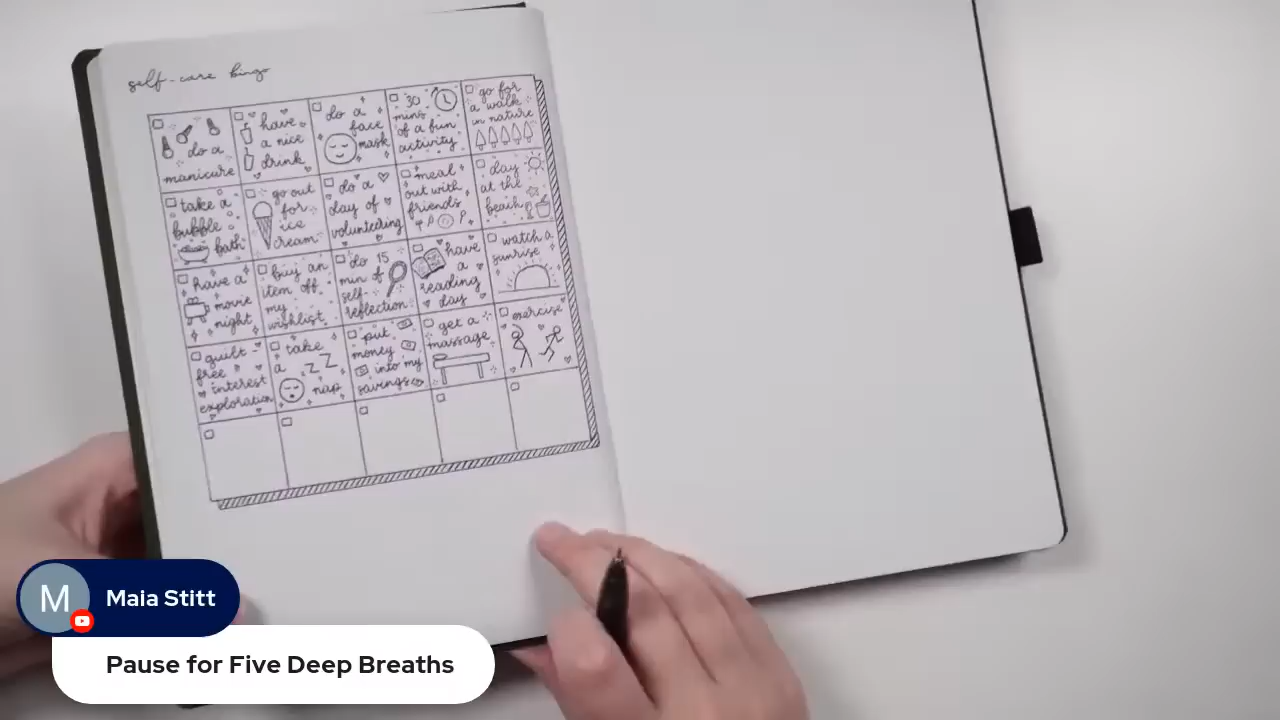 self-care bingo
do a
manicure
have
a nice
drink
do a
face
mask
30
mins
of a fun
activity
go for
a walk
in nature
take a
bubble
bath
go out
for
ice
cream
do a
day of
volunteering
meal
out with
friends
day
at the
beach
have a
movie
night
buy an
item off
my
wishlist
do 15
min of
self-
reflection
have
a
reading
day
watch a
sunrise
guilt-
free
interest
exploration
take
a
z z z
nap
put
money
into my
savings
get a
massage
exercise
M
Maia Stitt
Pause for Five Deep Breaths